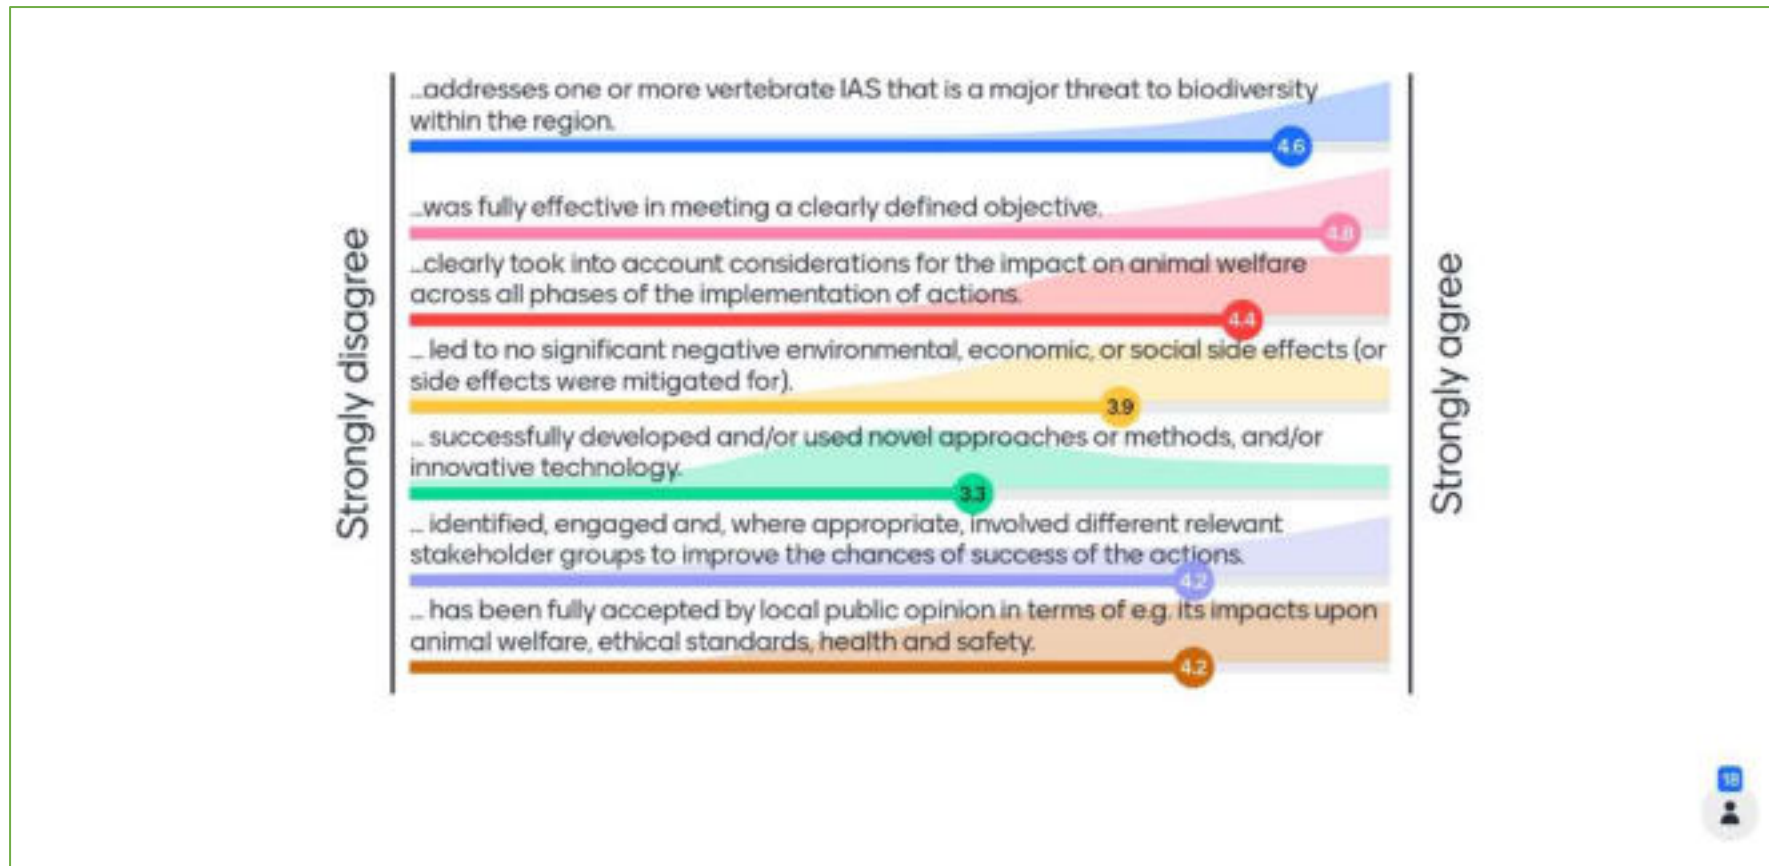 ...addresses one or more vertebrate IAS that is a major threat to biodiversity
within the region.
4.6
...was fully effective in meeting a clearly defined objective.
4.8
...clearly took into account considerations for the impact on animal welfare
across all phases of the implementation of actions.
4.4
... led to no significant negative environmental, economic, or social side effects (or
side effects were mitigated for).
3.9
... successfully developed and/or used novel approaches or methods, and/or
innovative technology.
3.3
... identified, engaged and, where appropriate, involved different relevant
stakeholder groups to improve the chances of success of the actions.
4.2
... has been fully accepted by local public opinion in terms of e.g. its impacts upon
animal welfare, ethical standards, health and safety.
4.2
Strongly disagree
Strongly agree
18